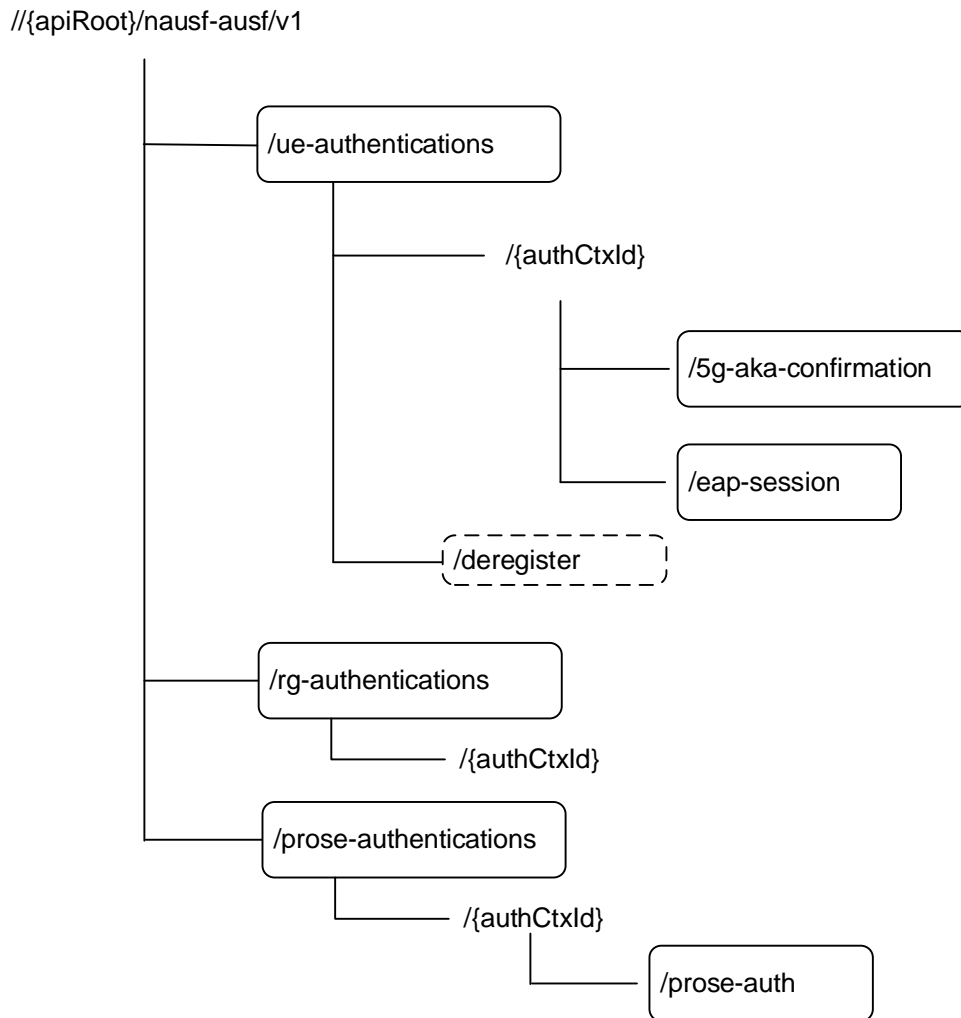 //{apiRoot}/nausf-ausf/v1
/ue-authentications
/{authCtxId}
/5g-aka-confirmation
/eap-session
/deregister
/rg-authentications
/{authCtxId}
/prose-authentications
/{authCtxId}
/prose-auth